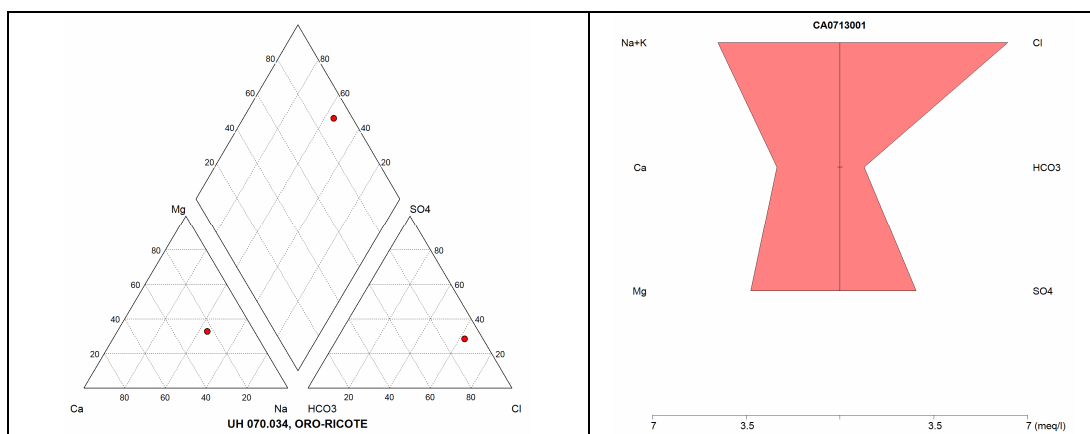 80 80
60 60
40 40
20 20
Mg SO4
80 80
60 60
40 40
20 20
80 60 40 20 20 40 60 80
Ca Na HCO3 Cl
UH 070.034, ORO-RICOTE
CA0713001
Na+K Cl
Ca HCO3
Mg SO4
7 3.5 3.5 7 (meq/l)